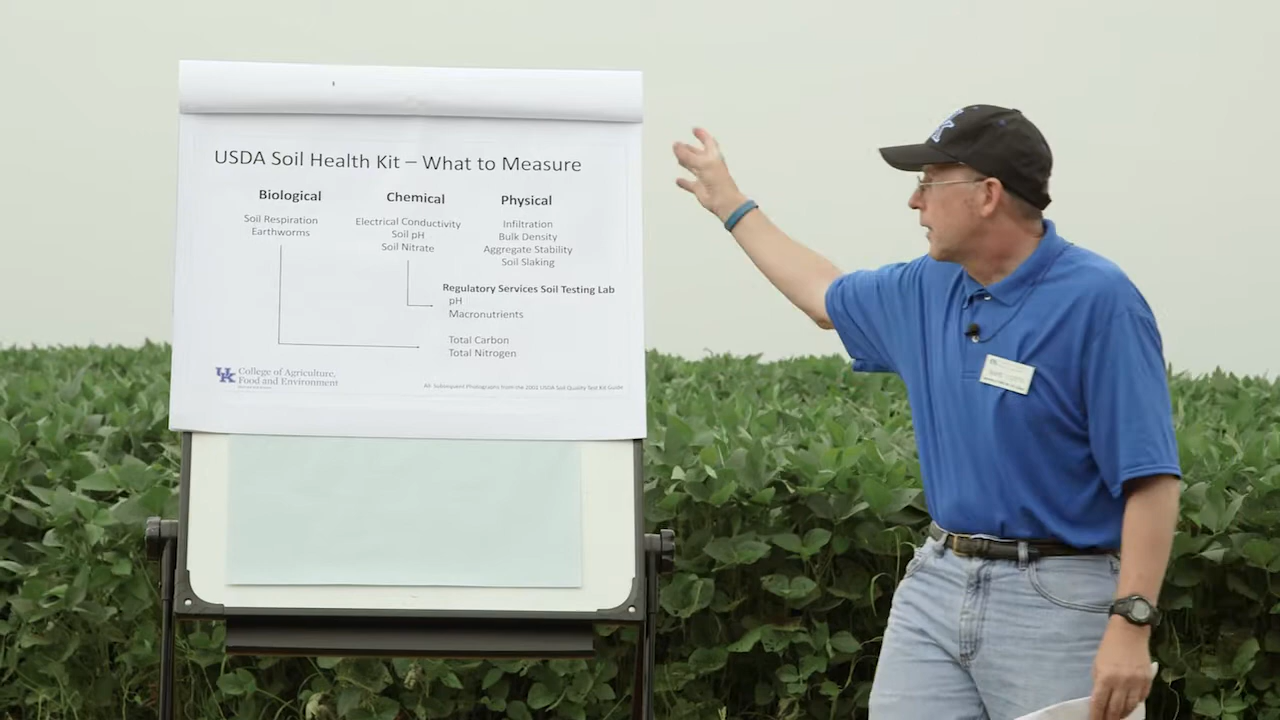 USDA Soil Health Kit – What to Measure
Biological
Soil Respiration
Earthworms
Chemical
Electrical Conductivity
Soil pH
Soil Nitrate
Physical
Infiltration
Bulk Density
Aggregate Stability
Soil Slaking
Regulatory Services Soil Testing Lab
pH
Macronutrients
Total Carbon
Total Nitrogen
UK
College of Agriculture,
Food and Environment
All Subsequent Photographs from the 2001 USDA Soil Quality Test Kit Guide
UK